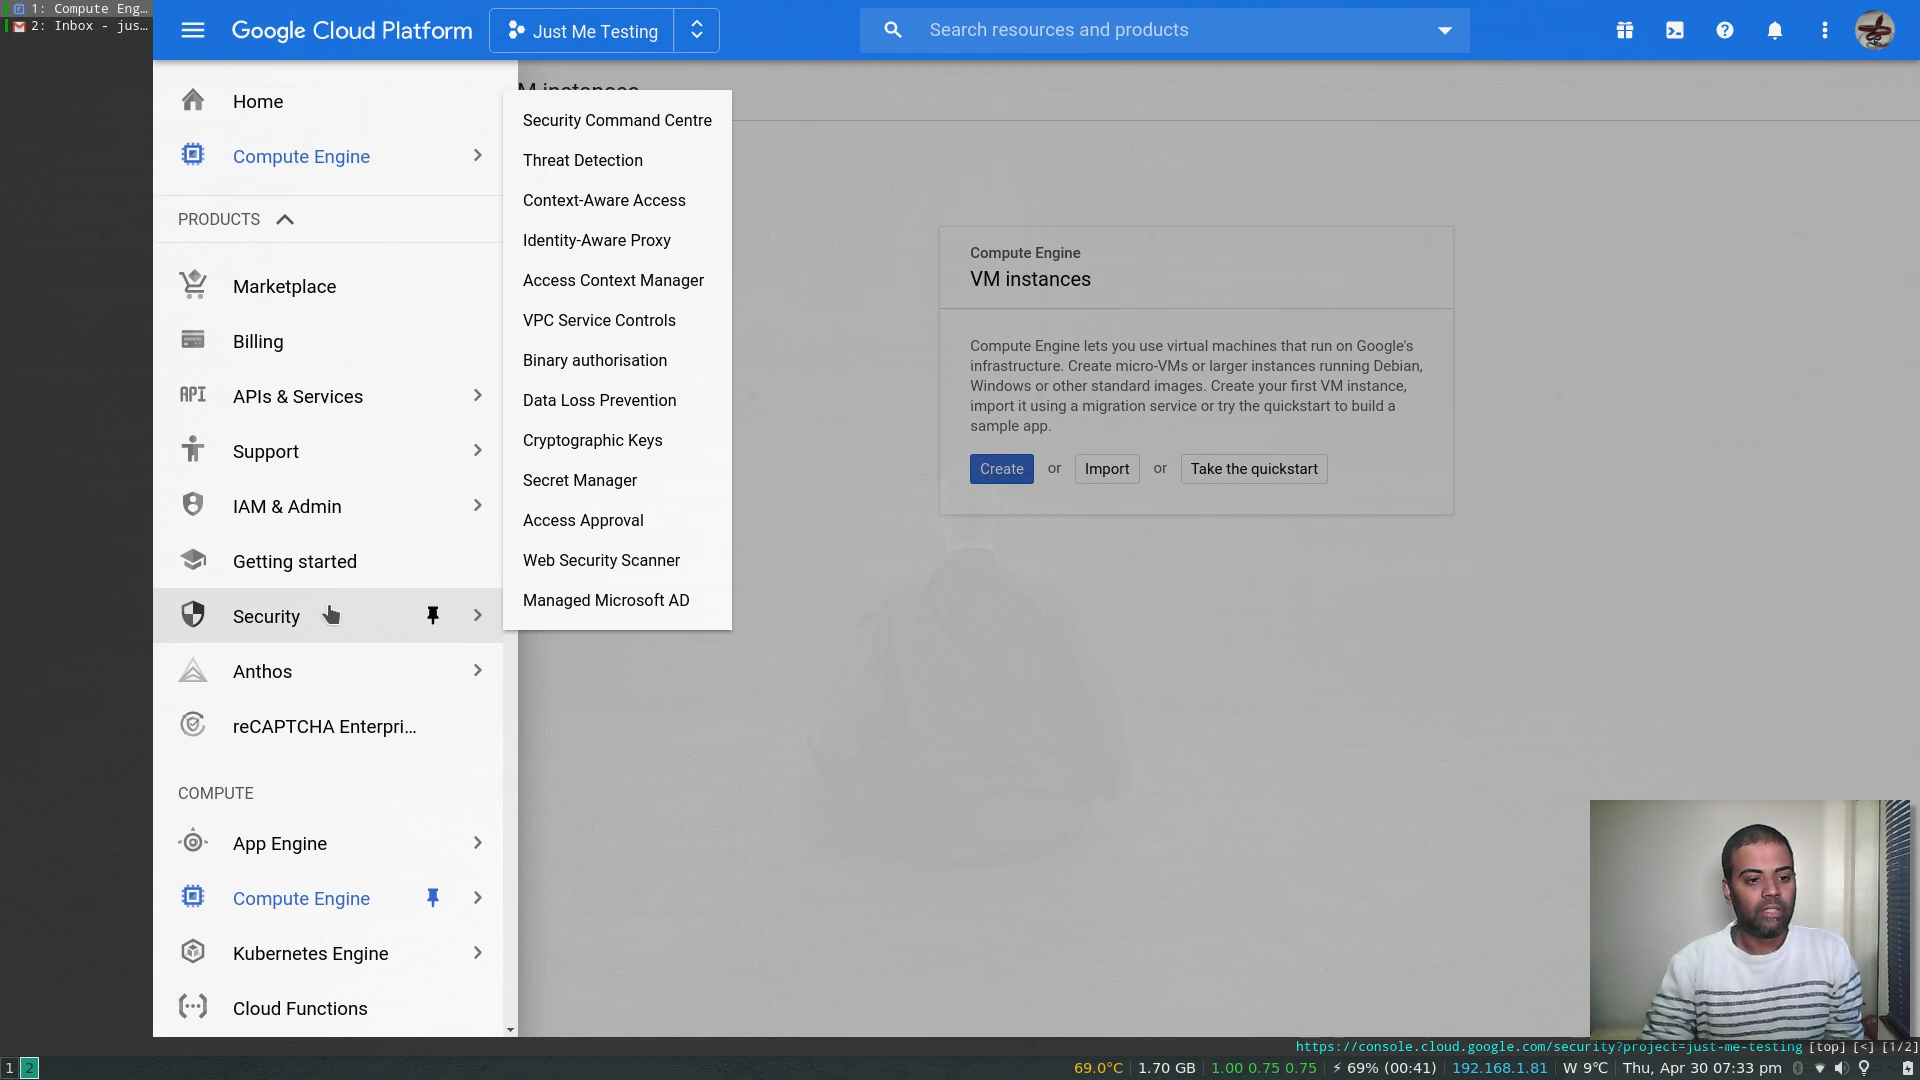 1: Compute Eng…
2: Inbox - jus…
Google Cloud Platform
Just Me Testing
Search resources and products
Home
Compute Engine
PRODUCTS
Marketplace
Billing
API
APIs & Services
Support
IAM & Admin
Getting started
Security
Anthos
reCAPTCHA Enterpri…
COMPUTE
App Engine
Compute Engine
Kubernetes Engine
Cloud Functions
M instances
Security Command Centre
Threat Detection
Context-Aware Access
Identity-Aware Proxy
Access Context Manager
VPC Service Controls
Binary authorisation
Data Loss Prevention
Cryptographic Keys
Secret Manager
Access Approval
Web Security Scanner
Managed Microsoft AD
Compute Engine
VM instances
Compute Engine lets you use virtual machines that run on Google's
infrastructure. Create micro-VMs or larger instances running Debian,
Windows or other standard images. Create your first VM instance,
import it using a migration service or try the quickstart to build a
sample app.
Create or Import or Take the quickstart
https://console.cloud.google.com/security?project=just-me-testing [top] [<] [1/2]
1 2
69.0°C 1.70 GB 1.00 0.75 0.75 ⚡ 69% (00:41) 192.168.1.81 W 9°C Thu, Apr 30 07:33 pm